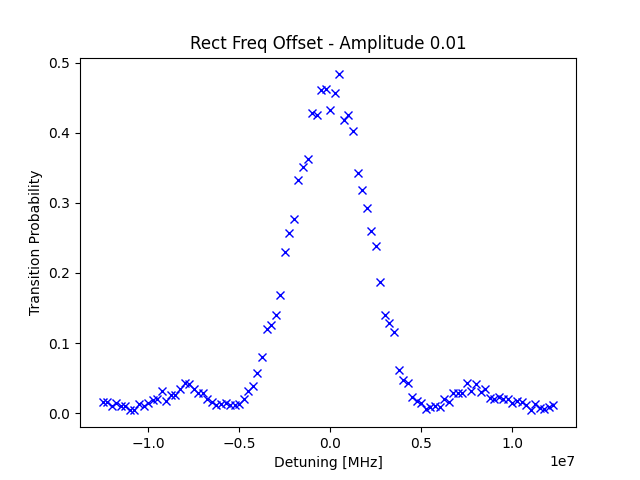 Rect Freq Offset - Amplitude 0.01
0.5
0.4
0.3
0.2
0.1
0.0
Transition Probability
−1.0
−0.5
0.0
0.5
1.0
1e7
Detuning [MHz]